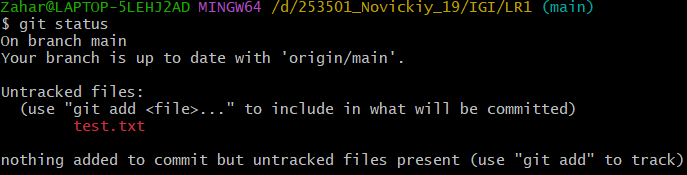 Zahar@LAPTOP-5LEHJ2AD MINGW64 /d/253501_Novickiy_19/IGI/LR1 (main)
$ git status
On branch main
Your branch is up to date with 'origin/main'.

Untracked files:
  (use "git add <file>..." to include in what will be committed)
        test.txt

nothing added to commit but untracked files present (use "git add" to track)